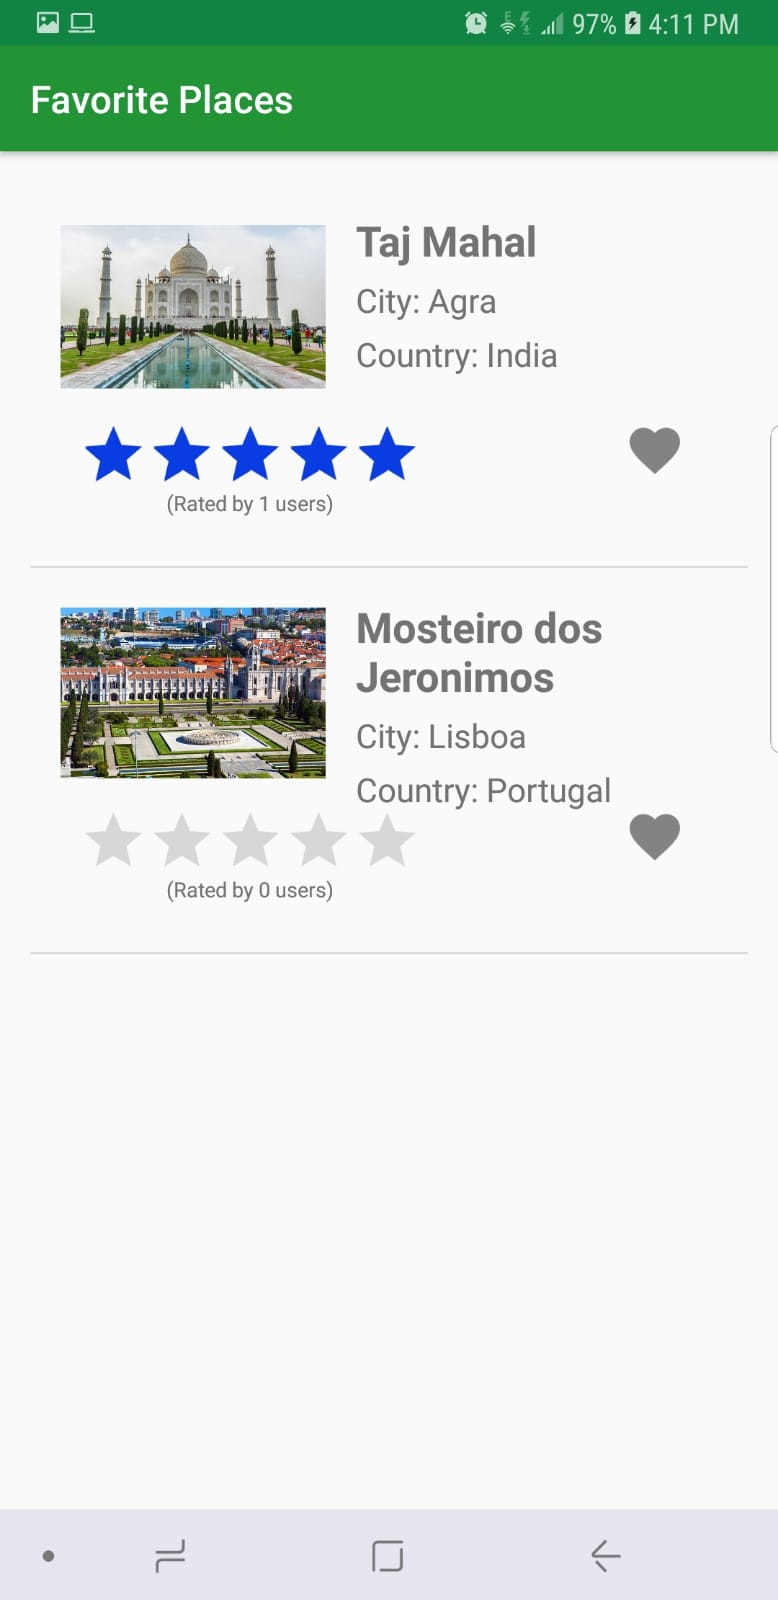 97% 4:11 PM
Favorite Places
Taj Mahal
City: Agra
Country: India
(Rated by 1 users)
Mosteiro dos
Jeronimos
City: Lisboa
Country: Portugal
(Rated by 0 users)